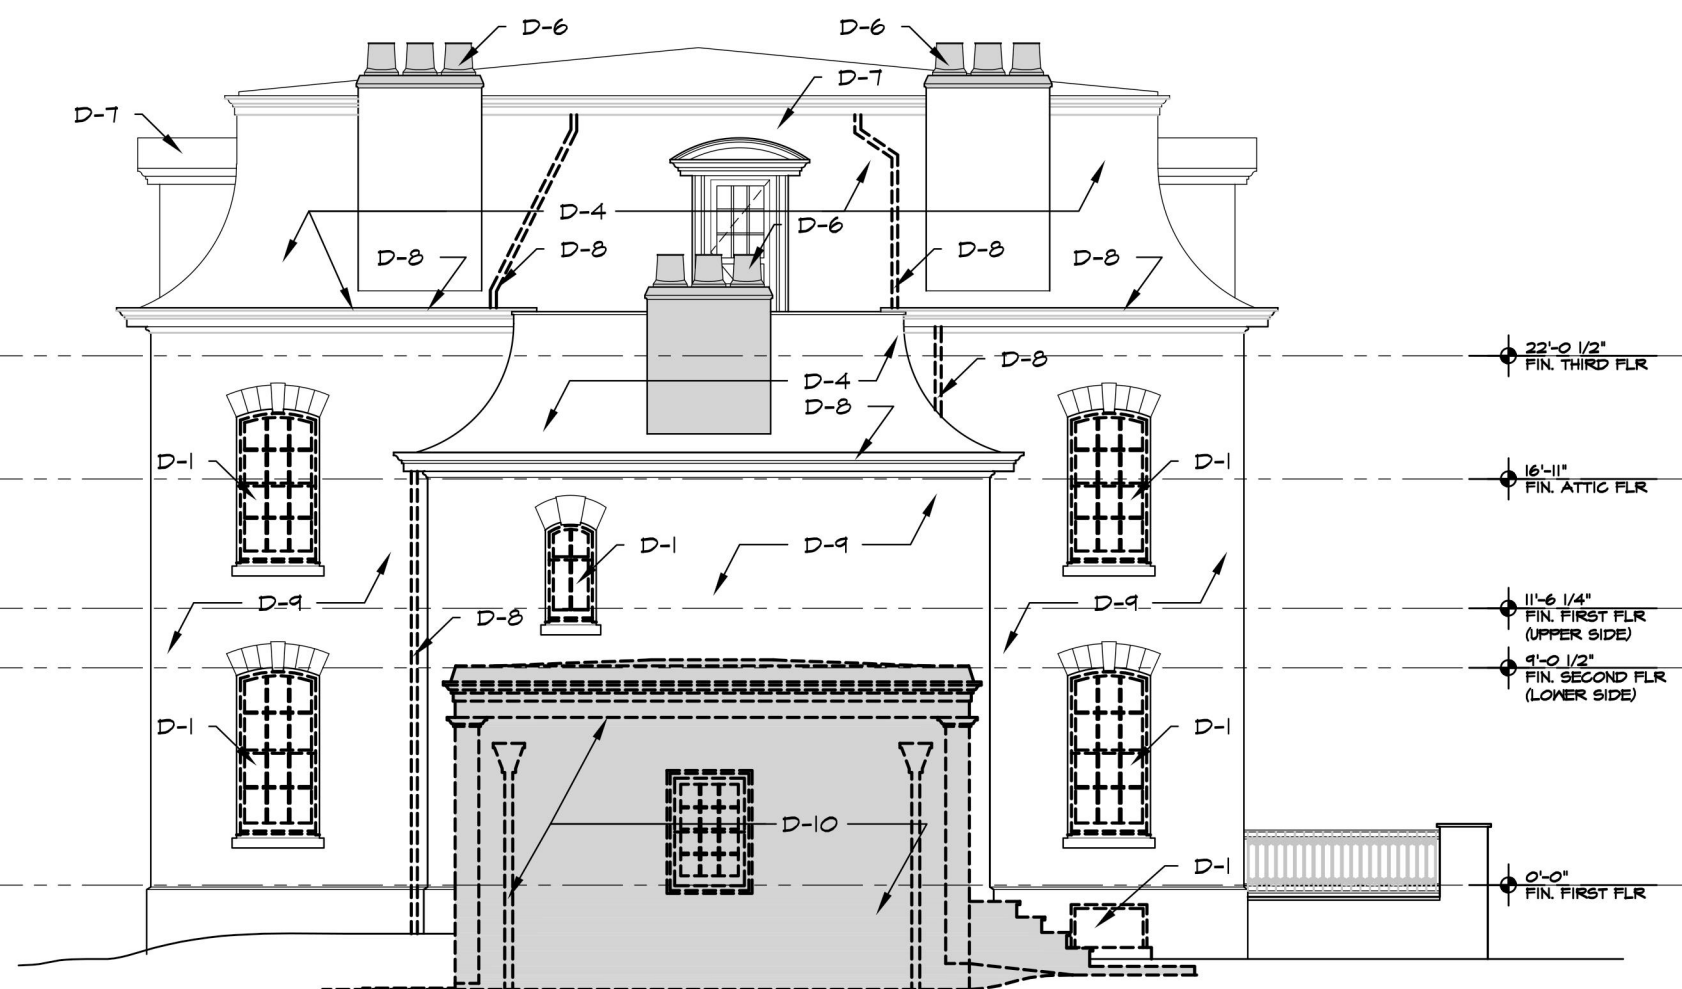 D-6
D-6
D-7
D-7
D-4
D-6
D-8
D-8
D-8
D-8
22'-0 1/2"
FIN. THIRD FLR
D-8
D-4
D-8
D-1
D-1
16'-11"
FIN. ATTIC FLR
D-1
D-9
D-9
D-9
11'-6 1/4"
FIN. FIRST FLR
(UPPER SIDE)
D-8
9'-0 1/2"
FIN. SECOND FLR
(LOWER SIDE)
D-1
D-1
D-10
D-1
0'-0"
FIN. FIRST FLR